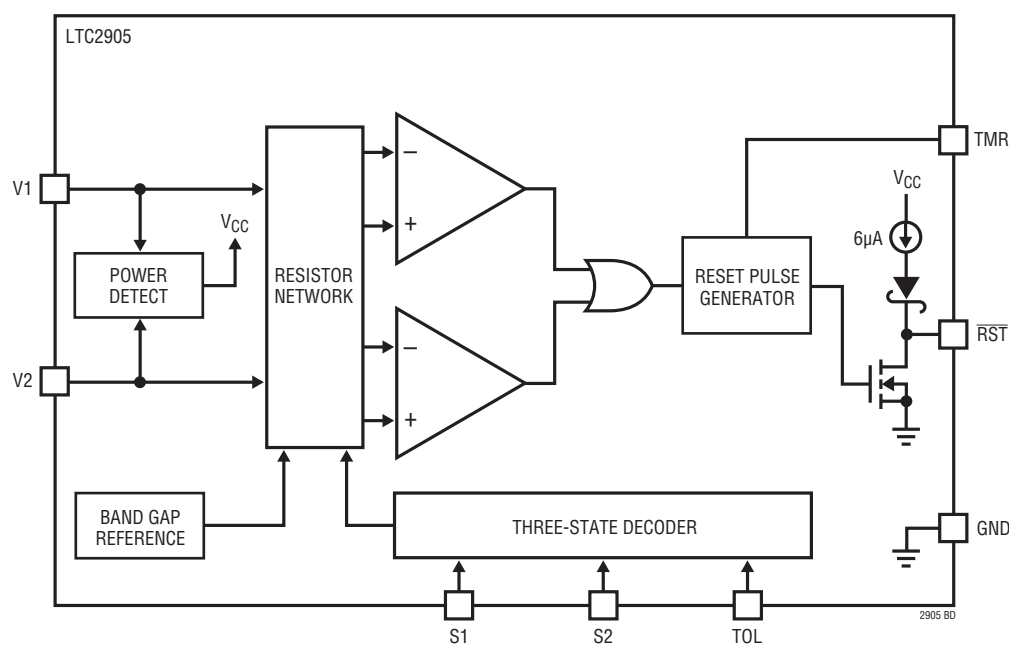 LTC2905
TMR
V1
VCC
VCC
6µA
POWER
DETECT
RESISTOR
NETWORK
−
+
RESET PULSE
GENERATOR
RST
V2
−
+
BAND GAP
REFERENCE
THREE-STATE DECODER
GND
2905 BD
S1
S2
TOL